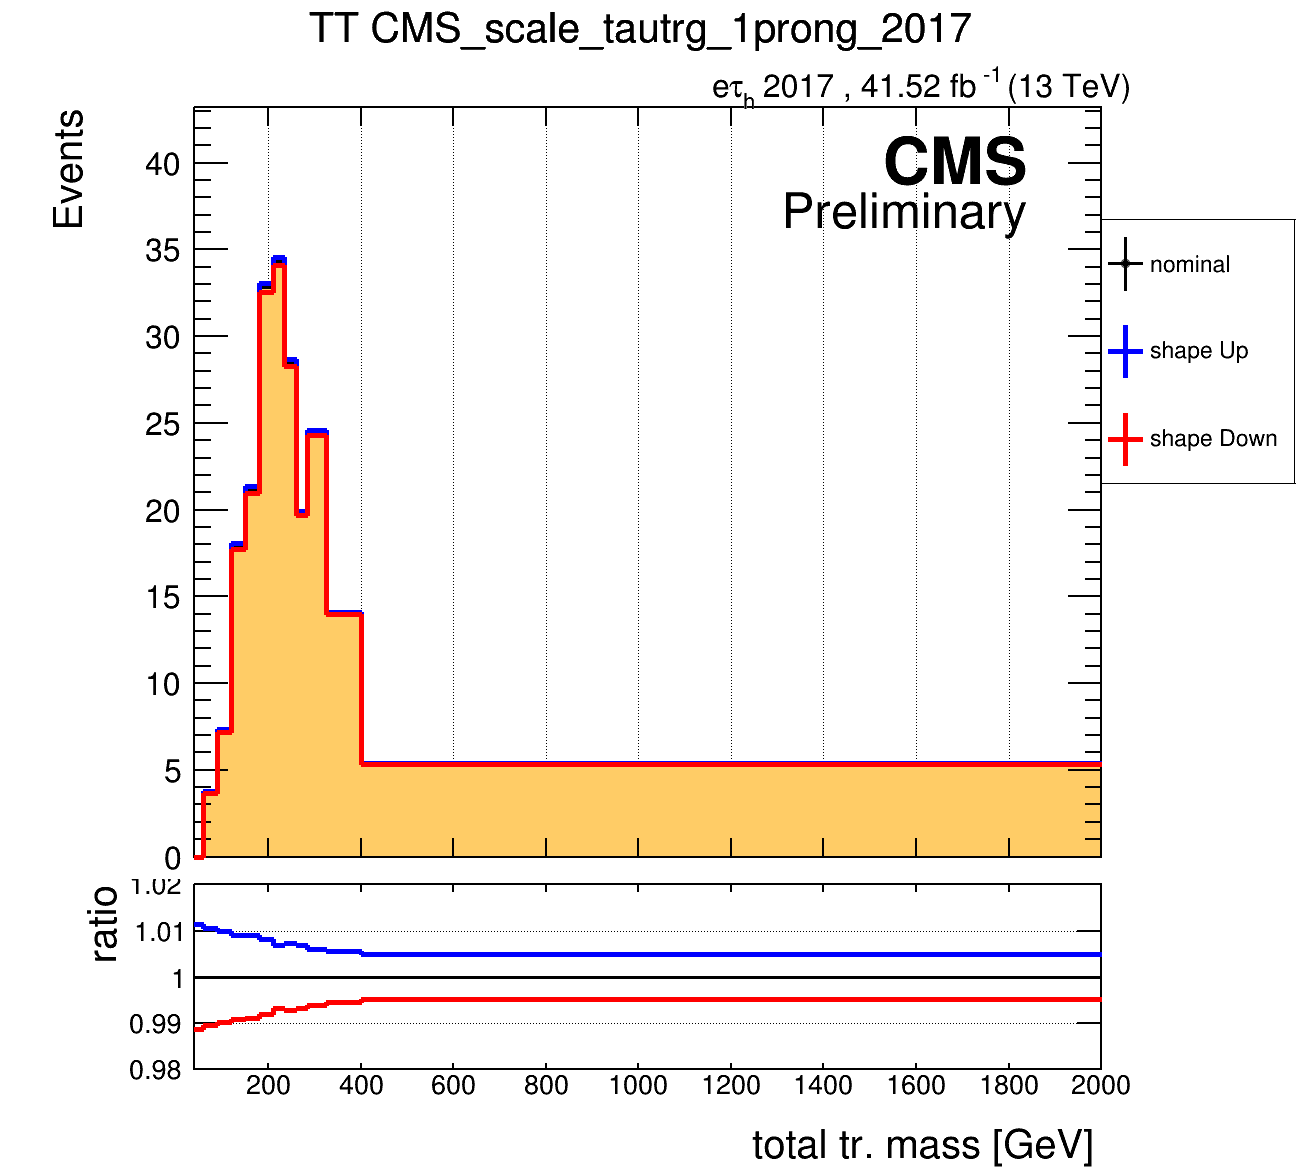 TT CMS_scale_tautrg_1prong_2017
eτh 2017 , 41.52 fb -1 (13 TeV)
Events
CMS
Preliminary
40
35
30
25
20
15
10
5
0
nominal
shape Up
shape Down
ratio
1.02
1.01
1
0.99
0.98
200 400 600 800 1000 1200 1400 1600 1800 2000
total tr. mass [GeV]